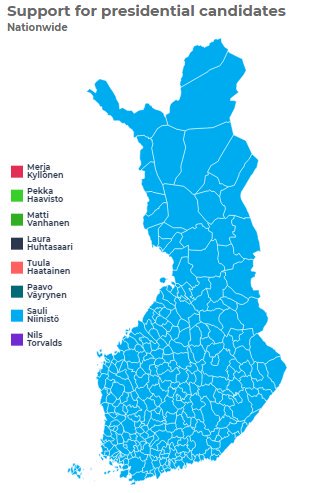 Support for presidential candidates
Nationwide
Merja
Kyllönen
Pekka
Haavisto
Matti
Vanhanen
Laura
Huhtasaari
Tuula
Haatainen
Paavo
Väyrynen
Sauli
Niinistö
Nils
Torvalds